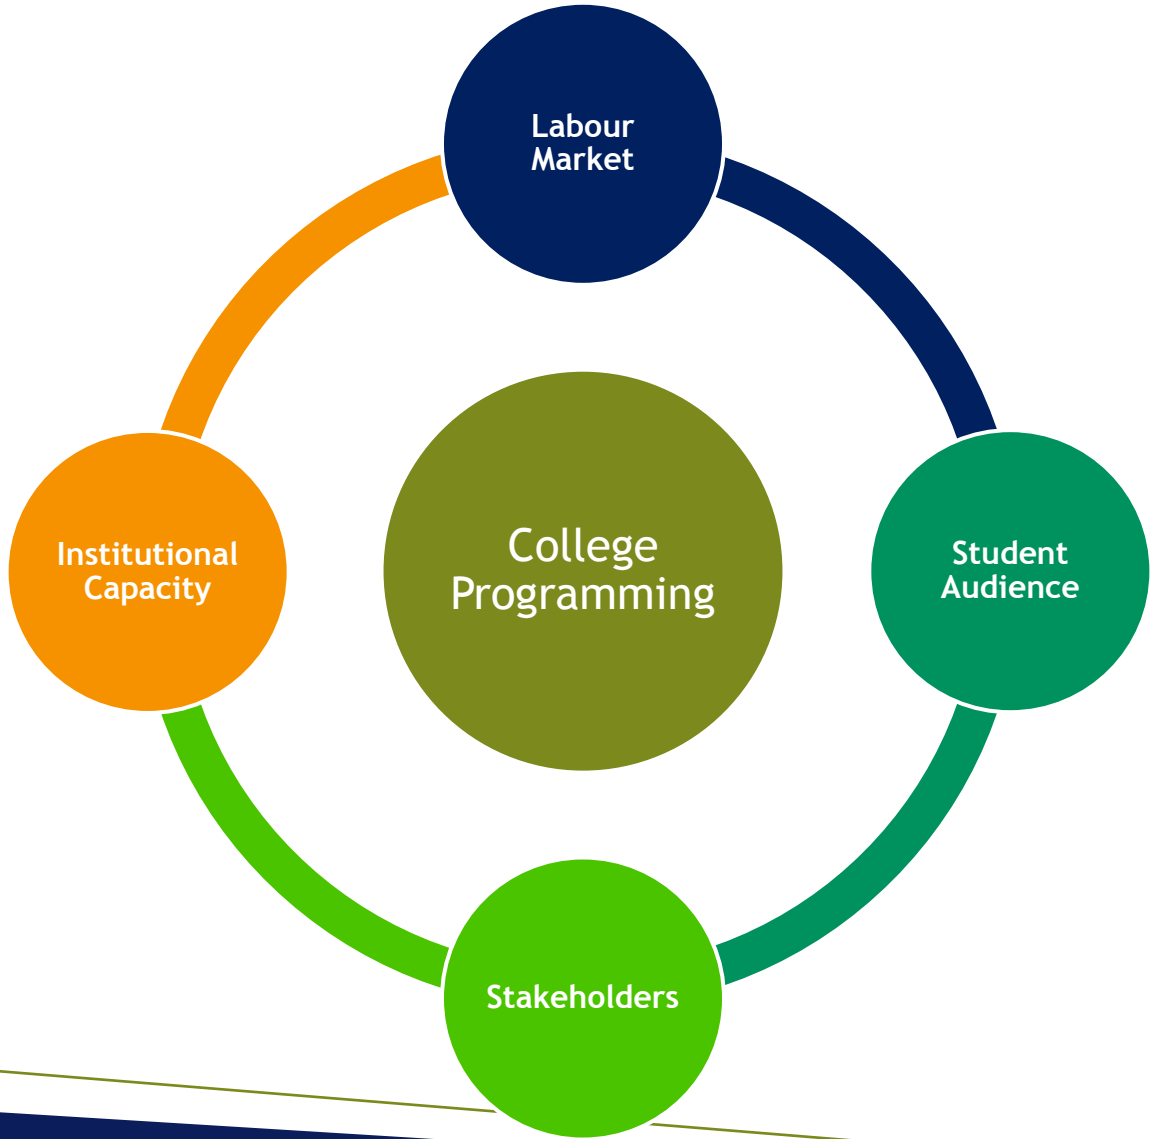 Labour
Market
Institutional
Capacity
College
Programming
Student
Audience
Stakeholders